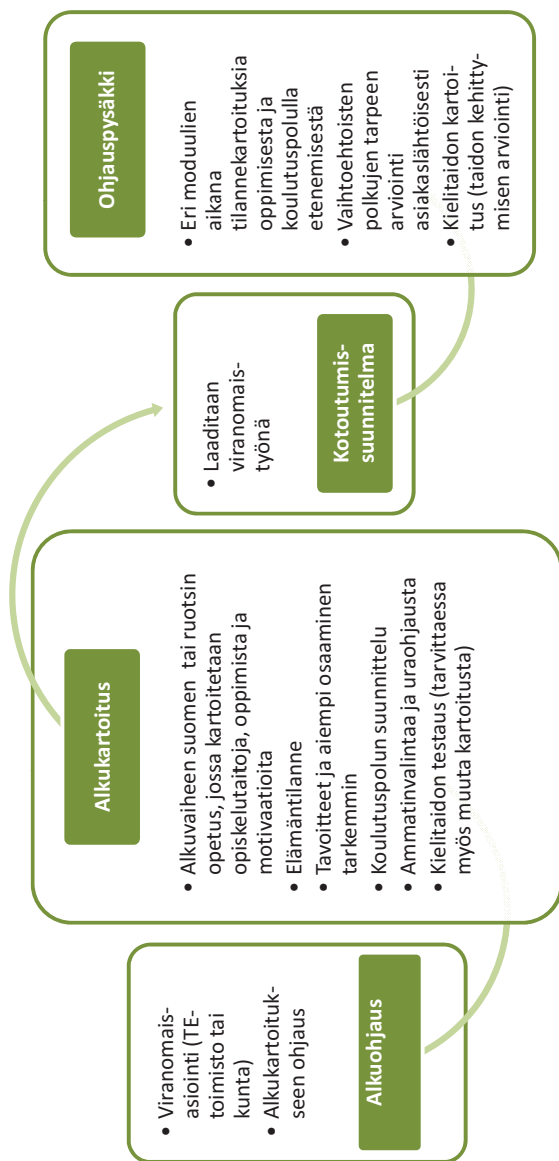 • Viranomais-
asiointi (TE-
toimisto tai
kunta)
• Alkukartoituk-
seen ohjaus
Alkuohjaus
Alkukartoitus
• Alkuvaiheen suomen tai ruotsin
opetus, jossa kartoitetaan
opiskelutaitoja, oppimista ja
motivaatioita
• Elämäntilanne
• Tavoitteet ja aiempi osaaminen
tarkemmin
• Koulutuspolun suunnittelu
• Ammatinvalintaa ja uraohjausta
• Kielitaidon testaus (tarvittaessa
myös muuta kartoitusta)
• Laaditaan
viranomais-
työnä
Kotoutumis-
suunnitelma
Ohjauspysäkki
• Eri moduulien
aikana
tilannekartoituksia
oppimisesta ja
koulutuspolulla
etenemisestä
• Vaihtoehtoisten
polkujen tarpeen
arviointi
asiakaslähtöisesti
• Kielitaidon kartoi-
tus (taidon kehitty-
misen arviointi)